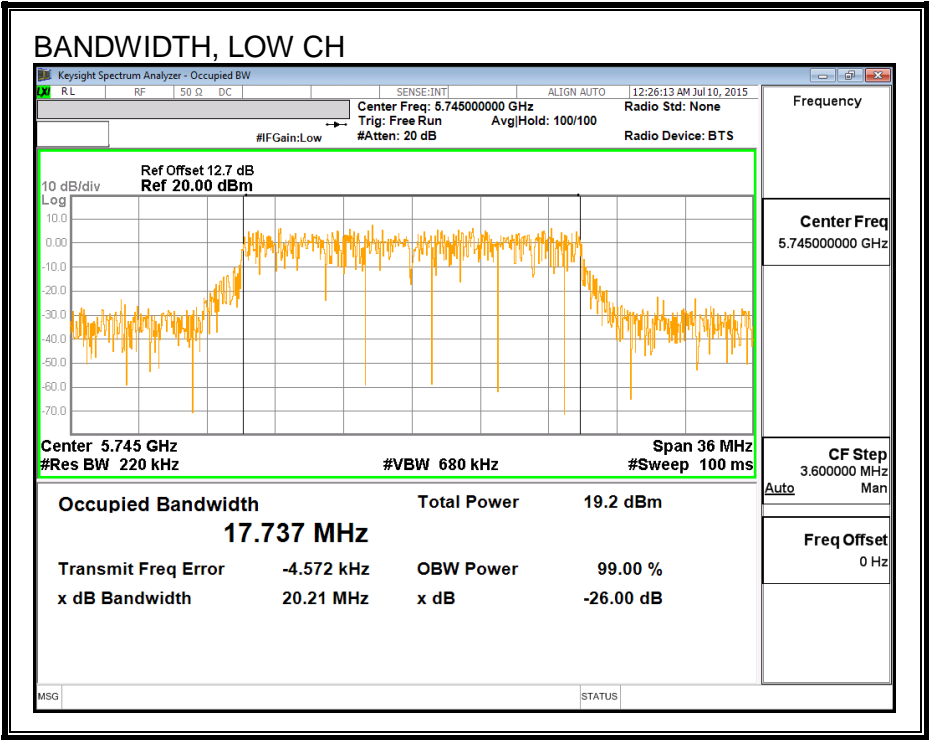 BANDWIDTH, LOW CH
Keysight Spectrum Analyzer - Occupied BW
LXI RL RF 50 Ω DC SENSE:INT ALIGN AUTO 12:26:13 AM Jul 10, 2015
Center Freq: 5.745000000 GHz Radio Std: None
Trig: Free Run Avg|Hold: 100/100
#IFGain:Low #Atten: 20 dB Radio Device: BTS
Frequency
Ref Offset 12.7 dB
10 dB/div Ref 20.00 dBm
Log
10.0
0.00
-10.0
-20.0
-30.0
-40.0
-50.0
-60.0
-70.0
Center 5.745 GHz Span 36 MHz
#Res BW 220 kHz #VBW 680 kHz #Sweep 100 ms
Occupied Bandwidth Total Power 19.2 dBm
17.737 MHz
Transmit Freq Error -4.572 kHz OBW Power 99.00 %
x dB Bandwidth 20.21 MHz x dB -26.00 dB
Center Freq
5.745000000 GHz
CF Step
3.600000 MHz
Auto Man
Freq Offset
0 Hz
MSG STATUS